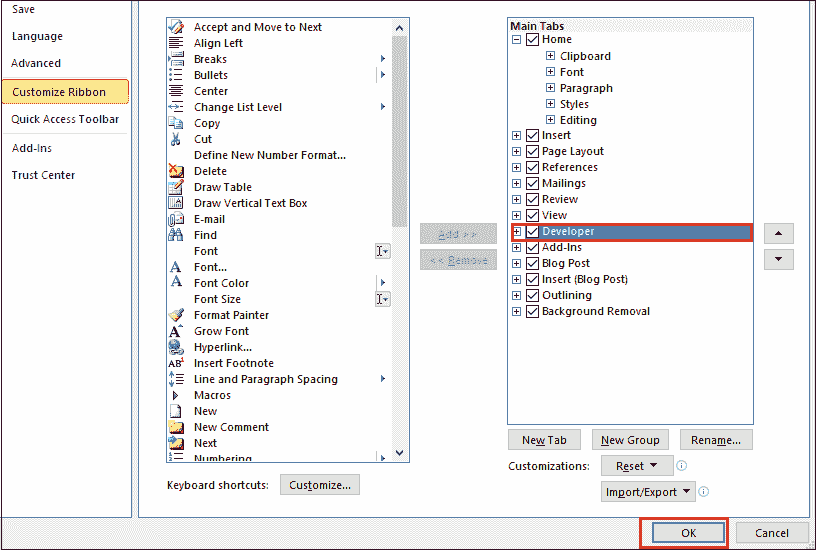 Save
Language
Advanced
Customize Ribbon
Quick Access Toolbar
Add-Ins
Trust Center
Accept and Move to Next
Align Left
Breaks
Bullets
Center
Change List Level
Copy
Cut
Define New Number Format...
Delete
Draw Table
Draw Vertical Text Box
E-mail
Find
Font
Font...
Font Color
Font Size
Format Painter
Grow Font
Hyperlink...
Insert Footnote
Line and Paragraph Spacing
Macros
New
New Comment
Next
Numbering
Keyboard shortcuts: Customize...
Add >>
<< Remove
Main Tabs
Home
Clipboard
Font
Paragraph
Styles
Editing
Insert
Page Layout
References
Mailings
Review
View
Developer
Add-Ins
Blog Post
Insert (Blog Post)
Outlining
Background Removal
New Tab New Group Rename...
Customizations: Reset
Import/Export
OK Cancel